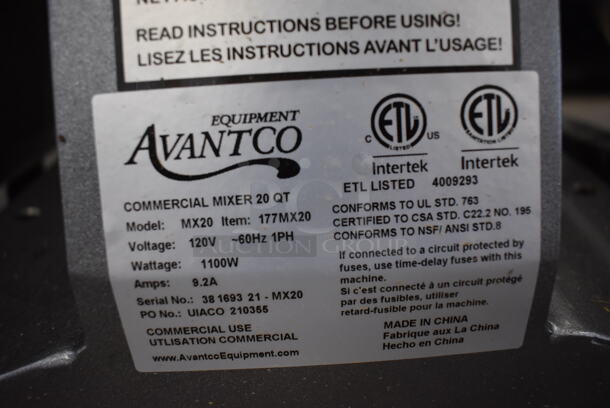 READ INSTRUCTIONS BEFORE USING!
LISEZ LES INSTRUCTIONS AVANT L'USAGE!
EQUIPMENT
AVANTCO
COMMERCIAL MIXER 20 QT
Model: MX20 Item: 177MX20
Voltage: 120V ~60Hz 1PH
Wattage: 1100W
Amps: 9.2A
Serial No.: 38 1693 21 - MX20
PO No.: UIACO 210355
COMMERCIAL USE
UTLISATION COMMERCIAL
www.AvantcoEquipment.com
C ETL LISTED US
ETL
Intertek Intertek
ETL LISTED 4009293
CONFORMS TO UL STD. 763
CERTIFIED TO CSA STD. C22.2 NO. 195
CONFORMS TO NSF/ ANSI STD.8
If connected to a circuit protected by
fuses, use time-delay fuses with this
machine.
Si c'est connecté à un circuit protégé
par des fusibles, utiliser
retard-fusible pour la machine.
MADE IN CHINA
Fabrique aux La China
Hecho en China
AUCTION GROUP